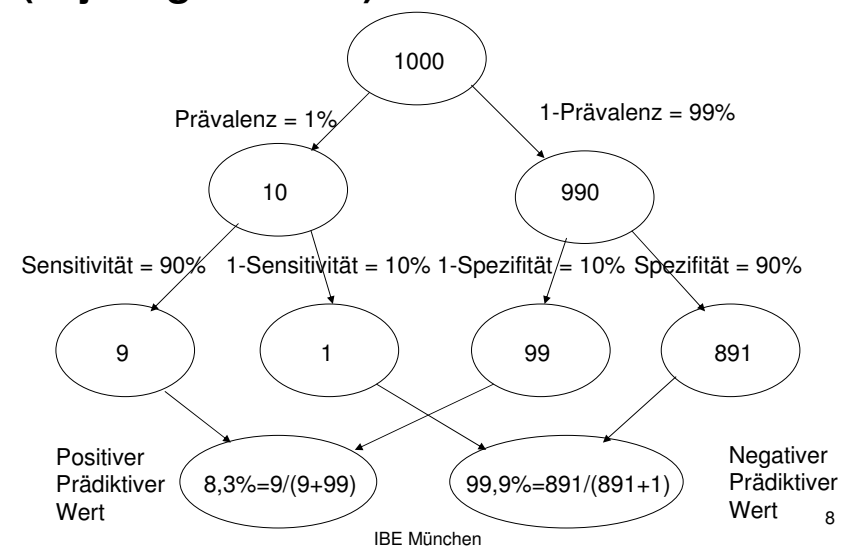 1000
Prävalenz = 1%
1-Prävalenz = 99%
10
990
Sensitivität = 90%
1-Sensitivität = 10%
1-Spezifität = 10%
Spezifität = 90%
9
1
99
891
Positiver
Prädiktiver
Wert
8,3%=9/(9+99)
99,9%=891/(891+1)
Negativer
Prädiktiver
Wert
8
IBE München